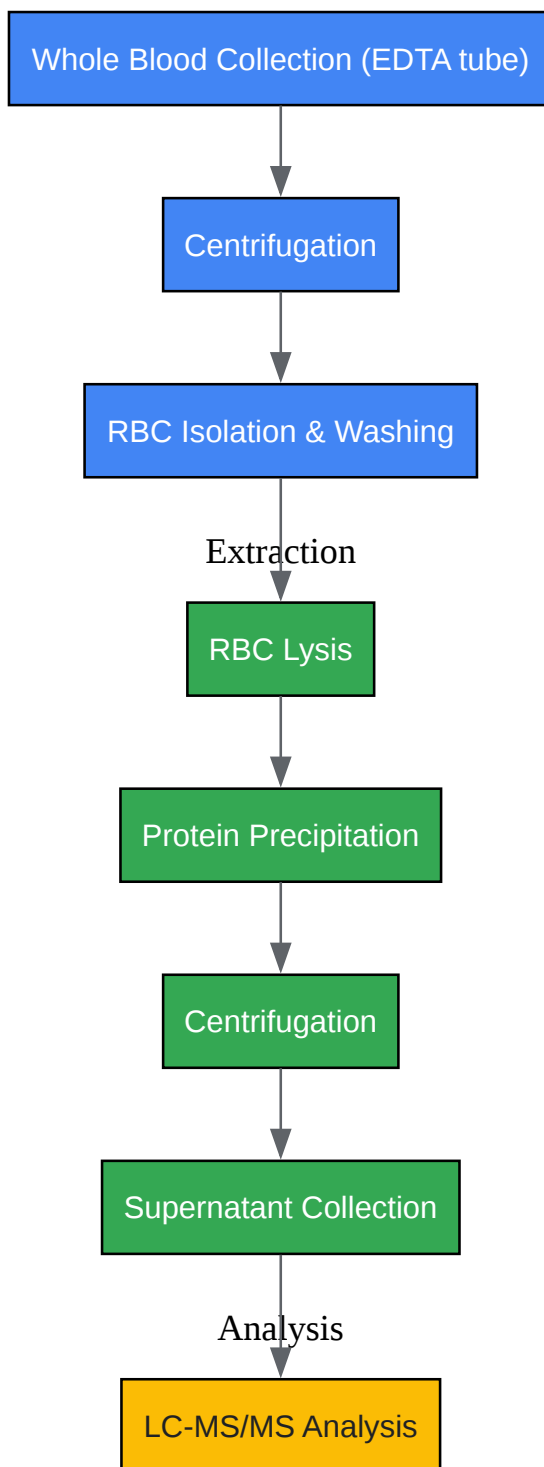 Whole Blood Collection (EDTA tube)
Centrifugation
RBC Isolation & Washing
Extraction
RBC Lysis
Protein Precipitation
Centrifugation
Supernatant Collection
Analysis
LC-MS/MS Analysis